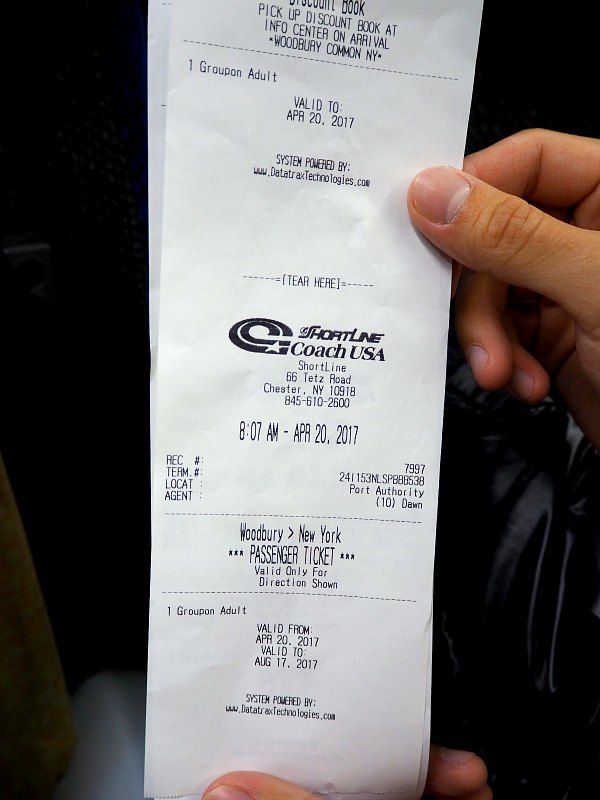 Discount Book
PICK UP DISCOUNT BOOK AT
INFO CENTER ON ARRIVAL
*WOODBURY COMMON NY*
1 Groupon Adult
VALID TO:
APR 20, 2017
SYSTEM POWERED BY:
www.DatatraxTechnologies.com
------=[TEAR HERE]=-----
SHORTLINE
Coach USA
ShortLine
66 Tetz Road
Chester, NY 10918
845-610-2600
8:07 AM - APR 20, 2017
REC #: 7997
TERM.#: 241153NLSPBBB538
LOCAT : Port Authority
AGENT : (10) Dawn
Woodbury > New York
*** PASSENGER TICKET ***
Valid Only For
Direction Shown
1 Groupon Adult
VALID FROM:
APR 20, 2017
VALID TO:
AUG 17, 2017
SYSTEM POWERED BY:
www.DatatraxTechnologies.com